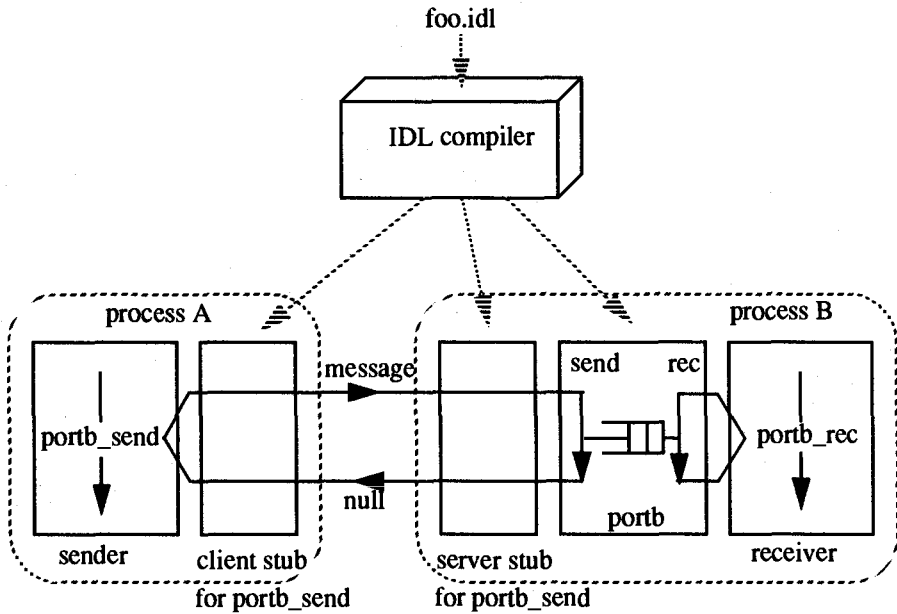 foo.idl
IDL compiler
process A
process B
message
send
rec
portb_send
portb_rec
null
portb
sender
client stub
server stub
receiver
for portb_send
for portb_send